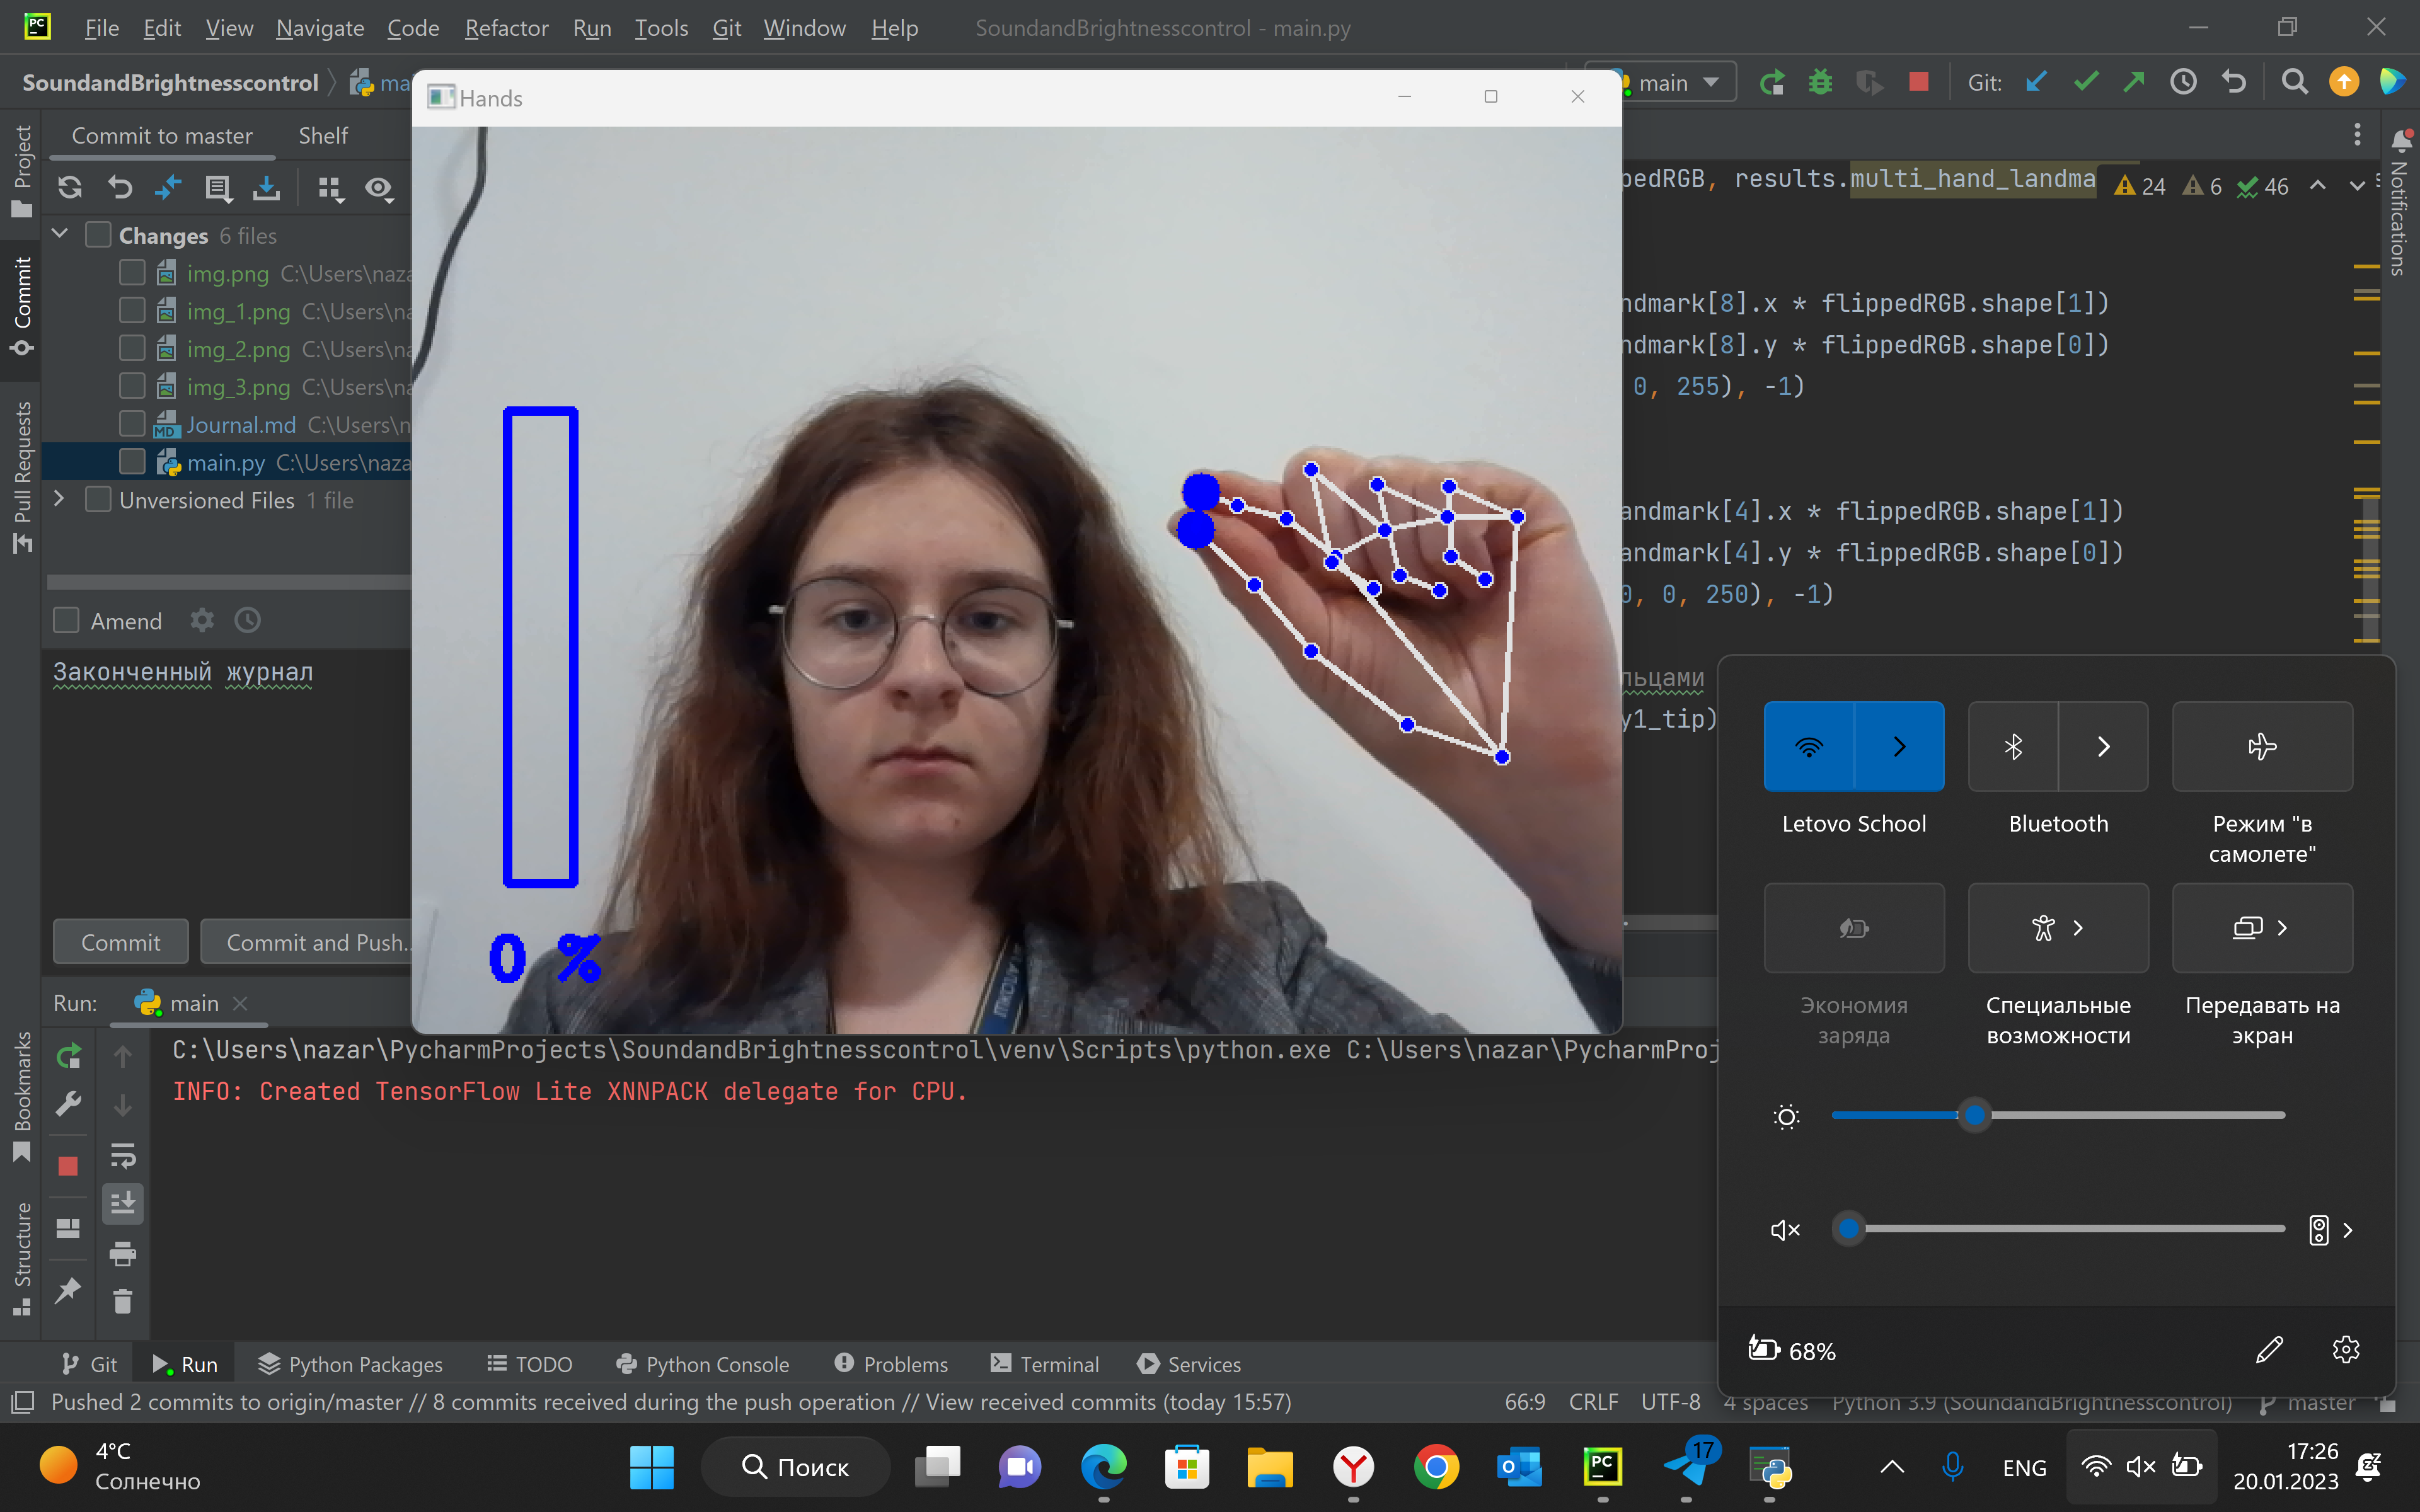 File Edit View Navigate Code Refactor Run Tools Git Window Help SoundandBrightnesscontrol - main.py
SoundandBrightnesscontrol
main
Git:
Hands
Project
Commit
Pull Requests
Bookmarks
Structure
Notifications
Commit to master Shelf
Changes 6 files
img.png C:\Users\naza
img_1.png C:\Users\na
img_2.png C:\Users\na
img_3.png C:\Users\na
Journal.md C:\Users\n
main.py C:\Users\naza
Unversioned Files 1 file
Amend
Законченный журнал
Commit Commit and Push..
0 %
pedRGB, results.multi_hand_landma
24 6 46
ndmark[8].x * flippedRGB.shape[1])
ndmark[8].y * flippedRGB.shape[0])
0, 255), -1)
andmark[4].x * flippedRGB.shape[1])
andmark[4].y * flippedRGB.shape[0])
0, 0, 250), -1)
льцами
y1_tip)
Run: main
C:\Users\nazar\PycharmProjects\SoundandBrightnesscontrol\venv\Scripts\python.exe C:\Users\nazar\PycharmProj
INFO: Created TensorFlow Lite XNNPACK delegate for CPU.
Letovo School
Bluetooth
Режим "в
самолете"
Экономия
заряда
Специальные
возможности
Передавать на
экран
68%
Git Run Python Packages TODO Python Console Problems Terminal Services
Pushed 2 commits to origin/master // 8 commits received during the push operation // View received commits (today 15:57)
66:9 CRLF UTF-8 4 spaces Python 3.9 (SoundandBrightnesscontrol) master
4°C
Солнечно
Поиск
17
ENG
17:26
20.01.2023